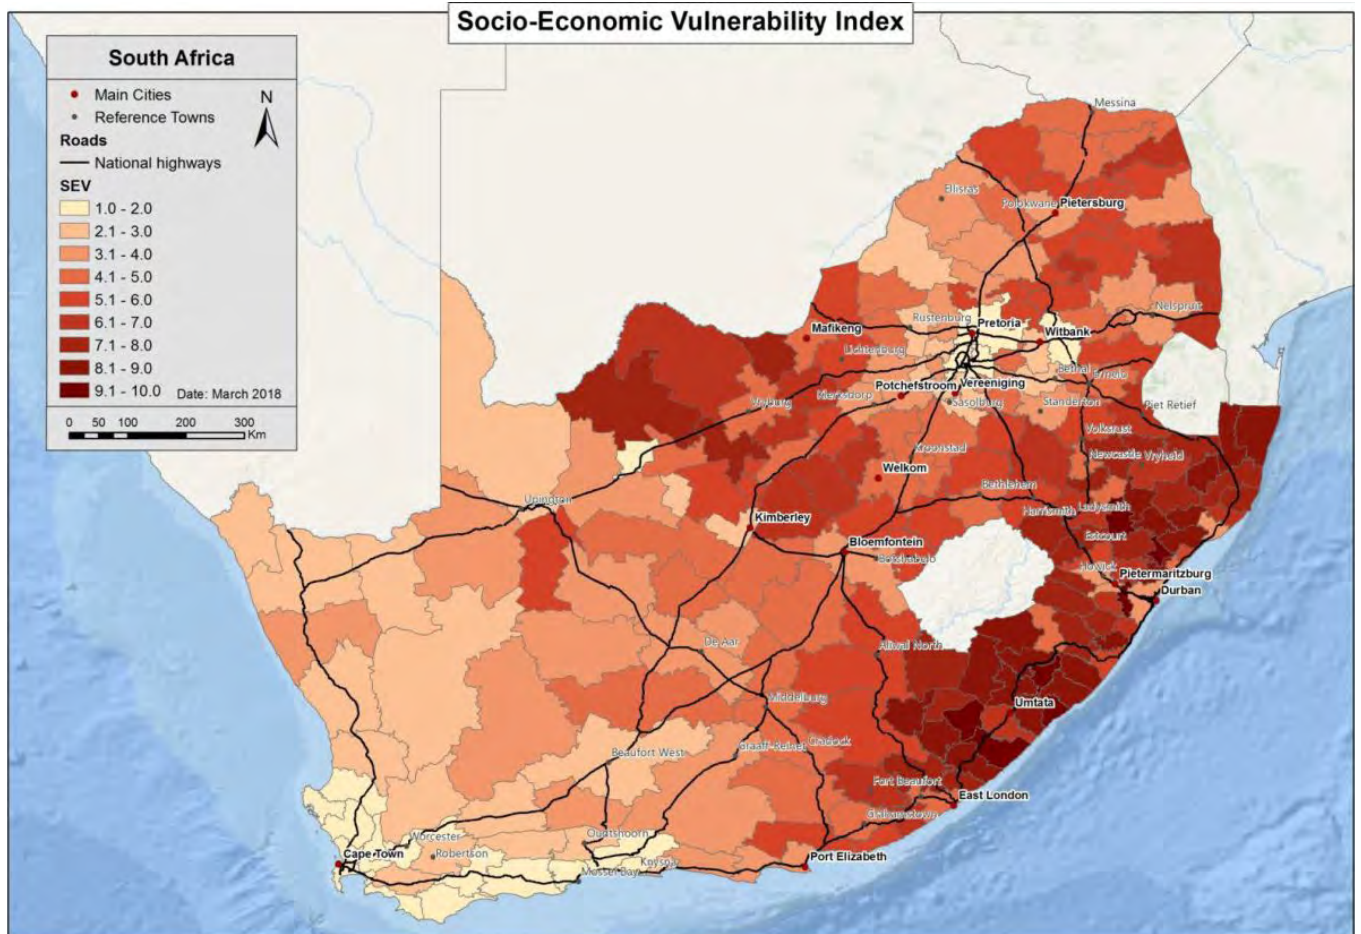 Socio-Economic Vulnerability Index
South Africa
Main Cities
Reference Towns
N
Roads
National highways
SEV
1.0 - 2.0
2.1 - 3.0
3.1 - 4.0
4.1 - 5.0
5.1 - 6.0
6.1 - 7.0
7.1 - 8.0
8.1 - 9.0
9.1 - 10.0
Date: March 2018
0 50 100 200 300
Km
Messina
Ellisras
Polokwane
Pietersburg
Nelspruit
Rustenburg
Pretoria
Mafikeng
Witbank
Lichtenburg
Bethal
Ermelo
Potchefstroom
Vereeniging
Klerksdorp
Sasolburg
Standerton
Piet Retief
Vryburg
Volksrust
Kroonstad
Newcastle
Vryheid
Welkom
Bethlehem
Upington
Harrismith
Ladysmith
Kimberley
Estcourt
Bloemfontein
Botshabelo
Howick
Pietermaritzburg
Durban
De Aar
Aliwal North
Middelburg
Umtata
Beaufort West
Graaff-Reinet
Cradock
Fort Beaufort
East London
Grahamstown
Oudtshoorn
Worcester
Cape Town
Robertson
Knysna
Port Elizabeth
Mossel Bay